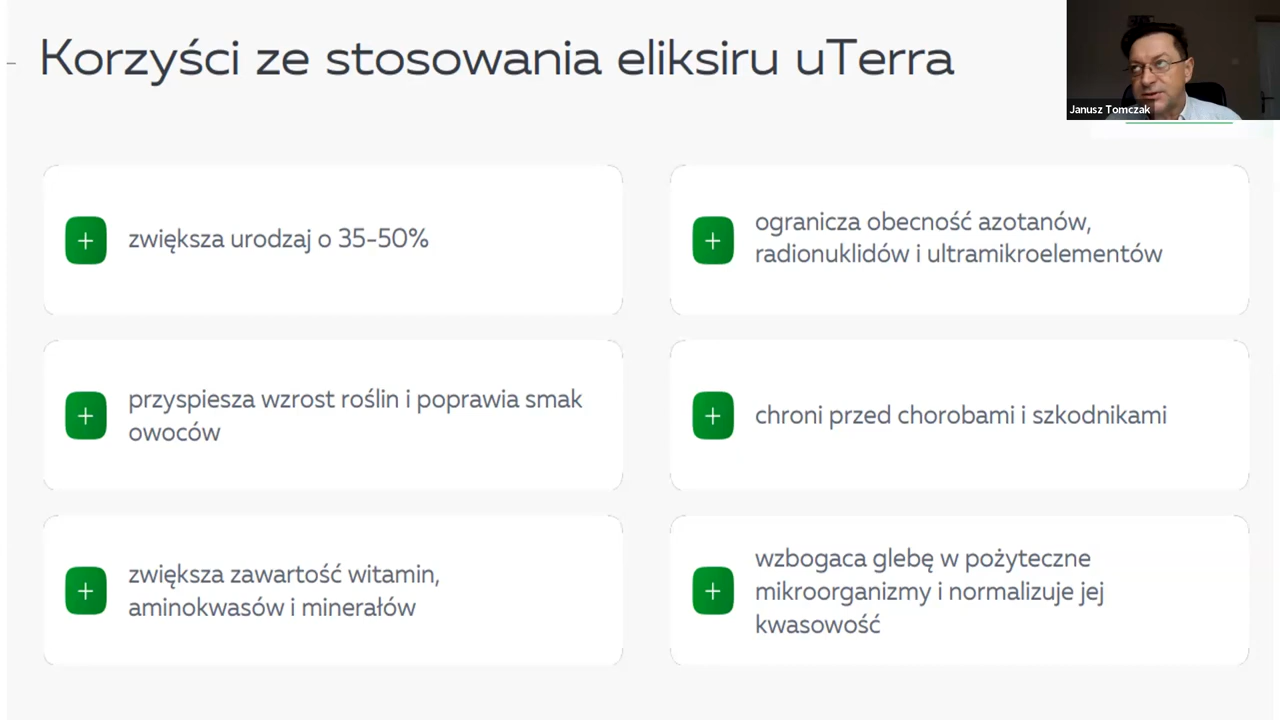 Korzyści ze stosowania eliksiru uTerra
Janusz Tomczak
zwiększa urodzaj o 35-50%
ogranicza obecność azotanów,
radionuklidów i ultramikroelementów
przyspiesza wzrost roślin i poprawia smak
owoców
chroni przed chorobami i szkodnikami
zwiększa zawartość witamin,
aminokwasów i minerałów
wzbogaca glebę w pożyteczne
mikroorganizmy i normalizuje jej
kwasowość